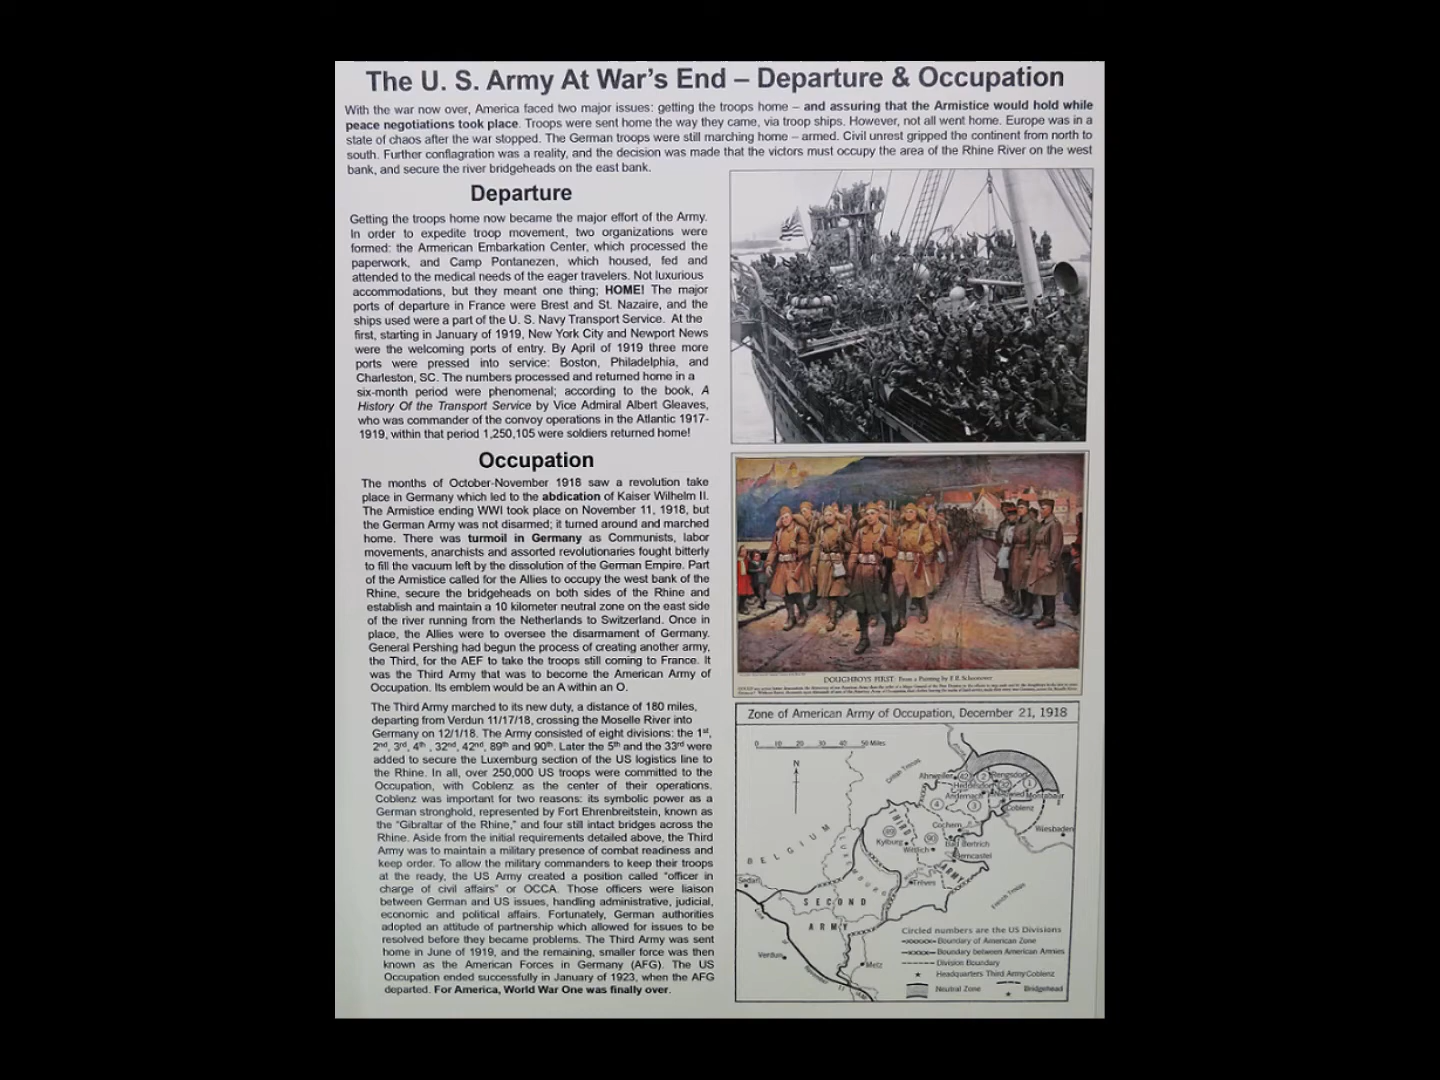 The U. S. Army At War's End – Departure & Occupation
With the war now over, America faced two major issues: getting the troops home – and assuring that the Armistice would hold while
peace negotiations took place. Troops were sent home the way they came, via troop ships. However, not all went home. Europe was in a
state of chaos after the war stopped. The German troops were still marching home – armed. Civil unrest gripped the continent from north to
south. Further conflagration was a reality, and the decision was made that the victors must occupy the area of the Rhine River on the west
bank, and secure the river bridgeheads on the east bank.
Departure
Getting the troops home now became the major effort of the Army.
In order to expedite troop movement, two organizations were
formed: the American Embarkation Center, which processed the
paperwork, and Camp Pontanezen, which housed, fed and
attended to the medical needs of the eager travelers. Not luxurious
accommodations, but they meant one thing; HOME! The major
ports of departure in France were Brest and St. Nazaire, and the
ships used were a part of the U. S. Navy Transport Service. At the
first, starting in January of 1919, New York City and Newport News
were the welcoming ports of entry. By April of 1919 three more
ports were pressed into service: Boston, Philadelphia, and
Charleston, SC. The numbers processed and returned home in a
six-month period were phenomenal; according to the book, A
History Of the Transport Service by Vice Admiral Albert Gleaves,
who was commander of the convoy operations in the Atlantic 1917-
1919, within that period 1,250,105 were soldiers returned home!
Occupation
The months of October-November 1918 saw a revolution take
place in Germany which led to the abdication of Kaiser Wilhelm II.
The Armistice ending WWI took place on November 11, 1918, but
the German Army was not disarmed; it turned around and marched
home. There was turmoil in Germany as Communists, labor
movements, anarchists and assorted revolutionaries fought bitterly
to fill the vacuum left by the dissolution of the German Empire. Part
of the Armistice called for the Allies to occupy the west bank of the
Rhine, secure the bridgeheads on both sides of the Rhine and
establish and maintain a 10 kilometer neutral zone on the east side
of the river running from the Netherlands to Switzerland. Once in
place, the Allies were to oversee the disarmament of Germany.
General Pershing had begun the process of creating another army,
the Third, for the AEF to take the troops still coming to France. It
was the Third Army that was to become the American Army of
Occupation. Its emblem would be an A within an O.
The Third Army marched to its new duty, a distance of 180 miles,
departing from Verdun 11/17/18, crossing the Moselle River into
Germany on 12/1/18. The Army consisted of eight divisions: the 1st,
2nd, 3rd, 4th , 32nd, 42nd, 89th and 90th. Later the 5th and the 33rd were
added to secure the Luxemburg section of the US logistics line to
the Rhine. In all, over 250,000 US troops were committed to the
Occupation, with Coblenz as the center of their operations.
Coblenz was important for two reasons: its symbolic power as a
German stronghold, represented by Fort Ehrenbreitstein, known as
the "Gibraltar of the Rhine," and four still intact bridges across the
Rhine. Aside from the initial requirements detailed above, the Third
Army was to maintain a military presence of combat readiness and
keep order. To allow the military commanders to keep their troops
at the ready, the US Army created a position called "officer in
charge of civil affairs" or OCCA. Those officers were liaison
between German and US issues, handling administrative, judicial,
economic and political affairs. Fortunately, German authorities
adopted an attitude of partnership which allowed for issues to be
resolved before they became problems. The Third Army was sent
home in June of 1919, and the remaining, smaller force was then
known as the American Forces in Germany (AFG). The US
Occupation ended successfully in January of 1923, when the AFG
departed. For America, World War One was finally over.
DOUGHBOYS FIRST: From a Painting by F.E. Schoonover
Zone of American Army of Occupation, December 21, 1918
0 10 20 30 40 50 Miles
N
British Troops
Ahrweiler 42 2 Rengsdorf
Heddesdorf 32 1
Andernach Neuwied Montabaur
4 3 Coblenz
THIRD
Cochem Wiesbaden
89 90
Kylburg Wittlich Bad Bertrich
BELGIUM LUXEMBURG
Berncastel
ARMY
Sedan Treves
French Troops
SECOND
ARMY
Verdun
Metz
Circled numbers are the US Divisions
Boundary of American Zone
Boundary between American Armies
Division Boundary
Headquarters Third Army Coblenz
Neutral Zone Bridgehead